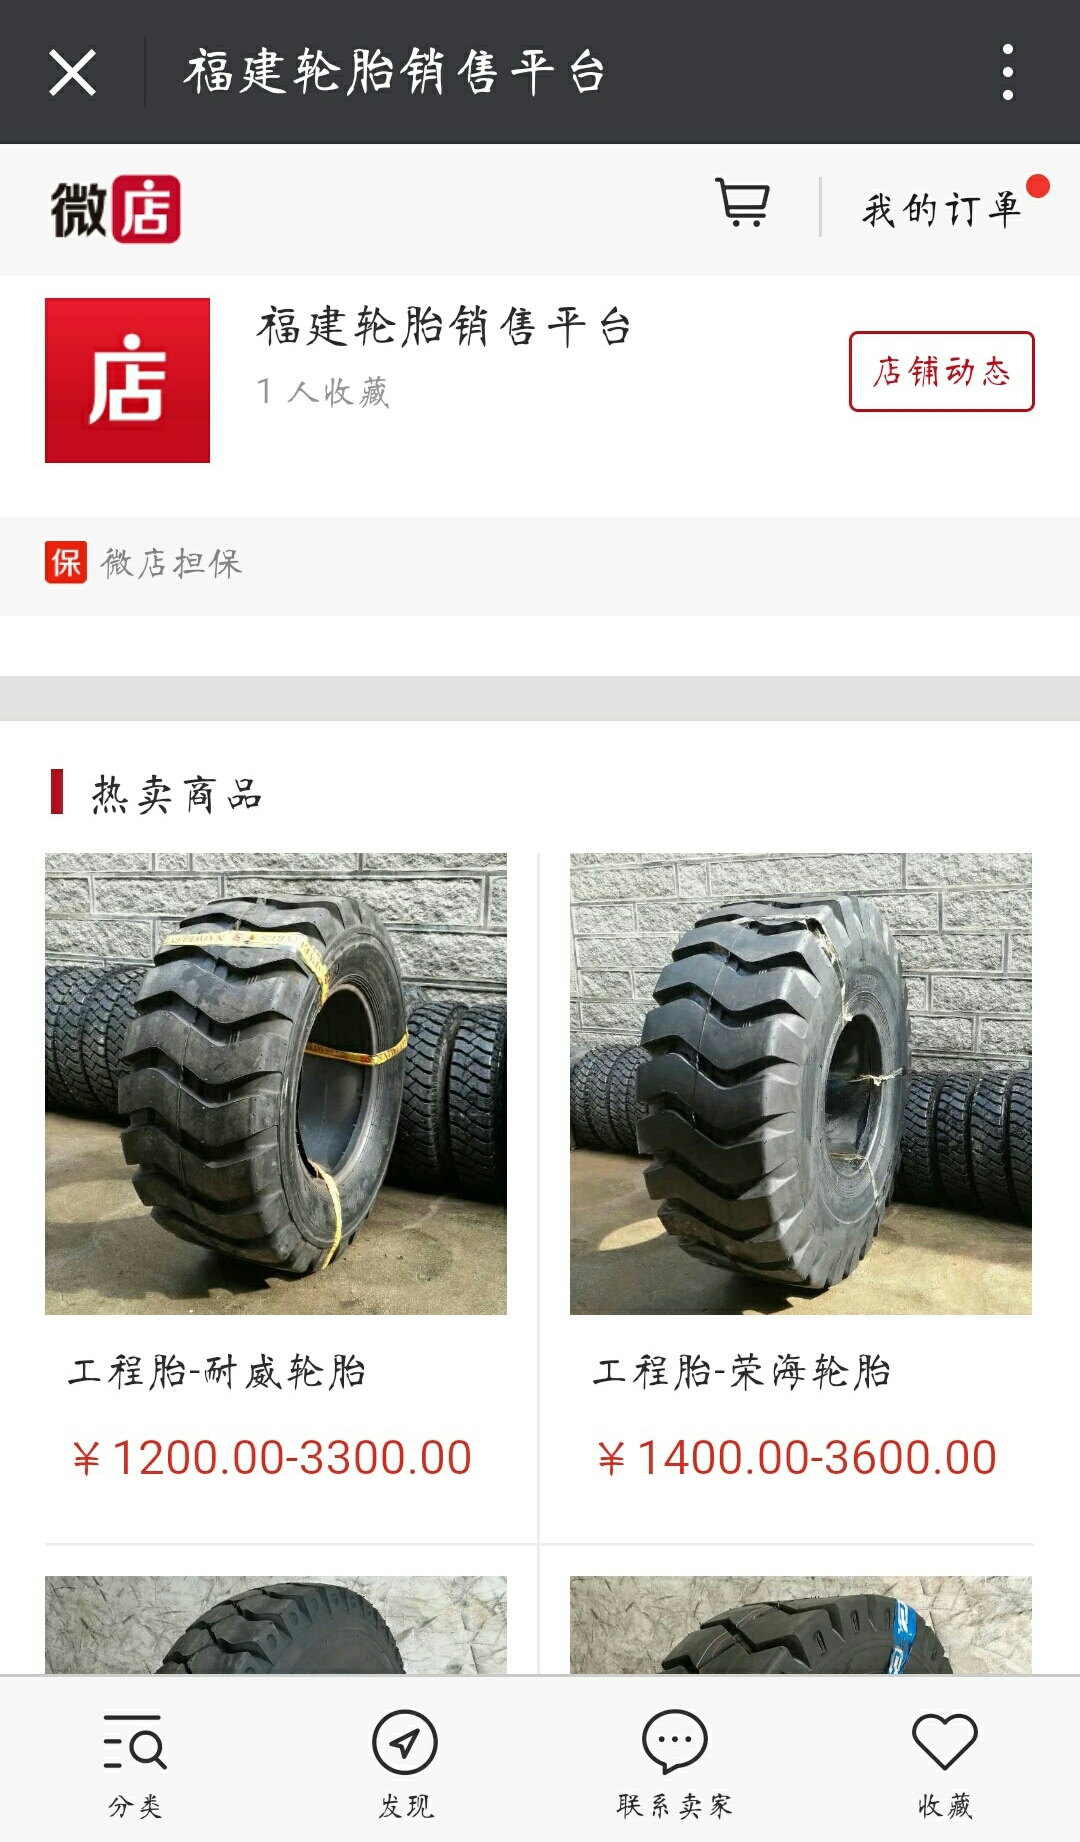 福建轮胎销售平台
微店
我的订单
店
福建轮胎销售平台
1 人收藏
店铺动态
保 微店担保
热卖商品
工程胎-耐威轮胎
¥1200.00-3300.00
工程胎-荣海轮胎
¥1400.00-3600.00
分类
发现
联系卖家
收藏